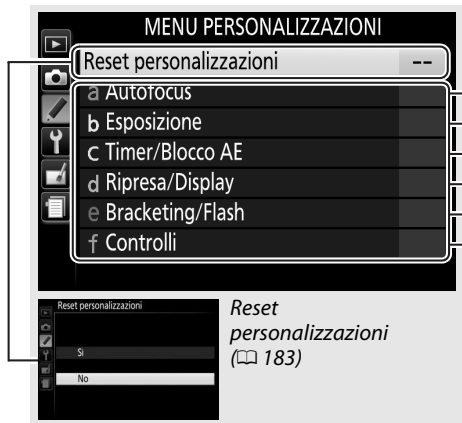 MENU PERSONALIZZAZIONI
Reset personalizzazioni --
a Autofocus
b Esposizione
c Timer/Blocco AE
d Ripresa/Display
e Bracketing/Flash
f Controlli
Reset personalizzazioni
Sì
No
Reset
personalizzazioni
(0 183)